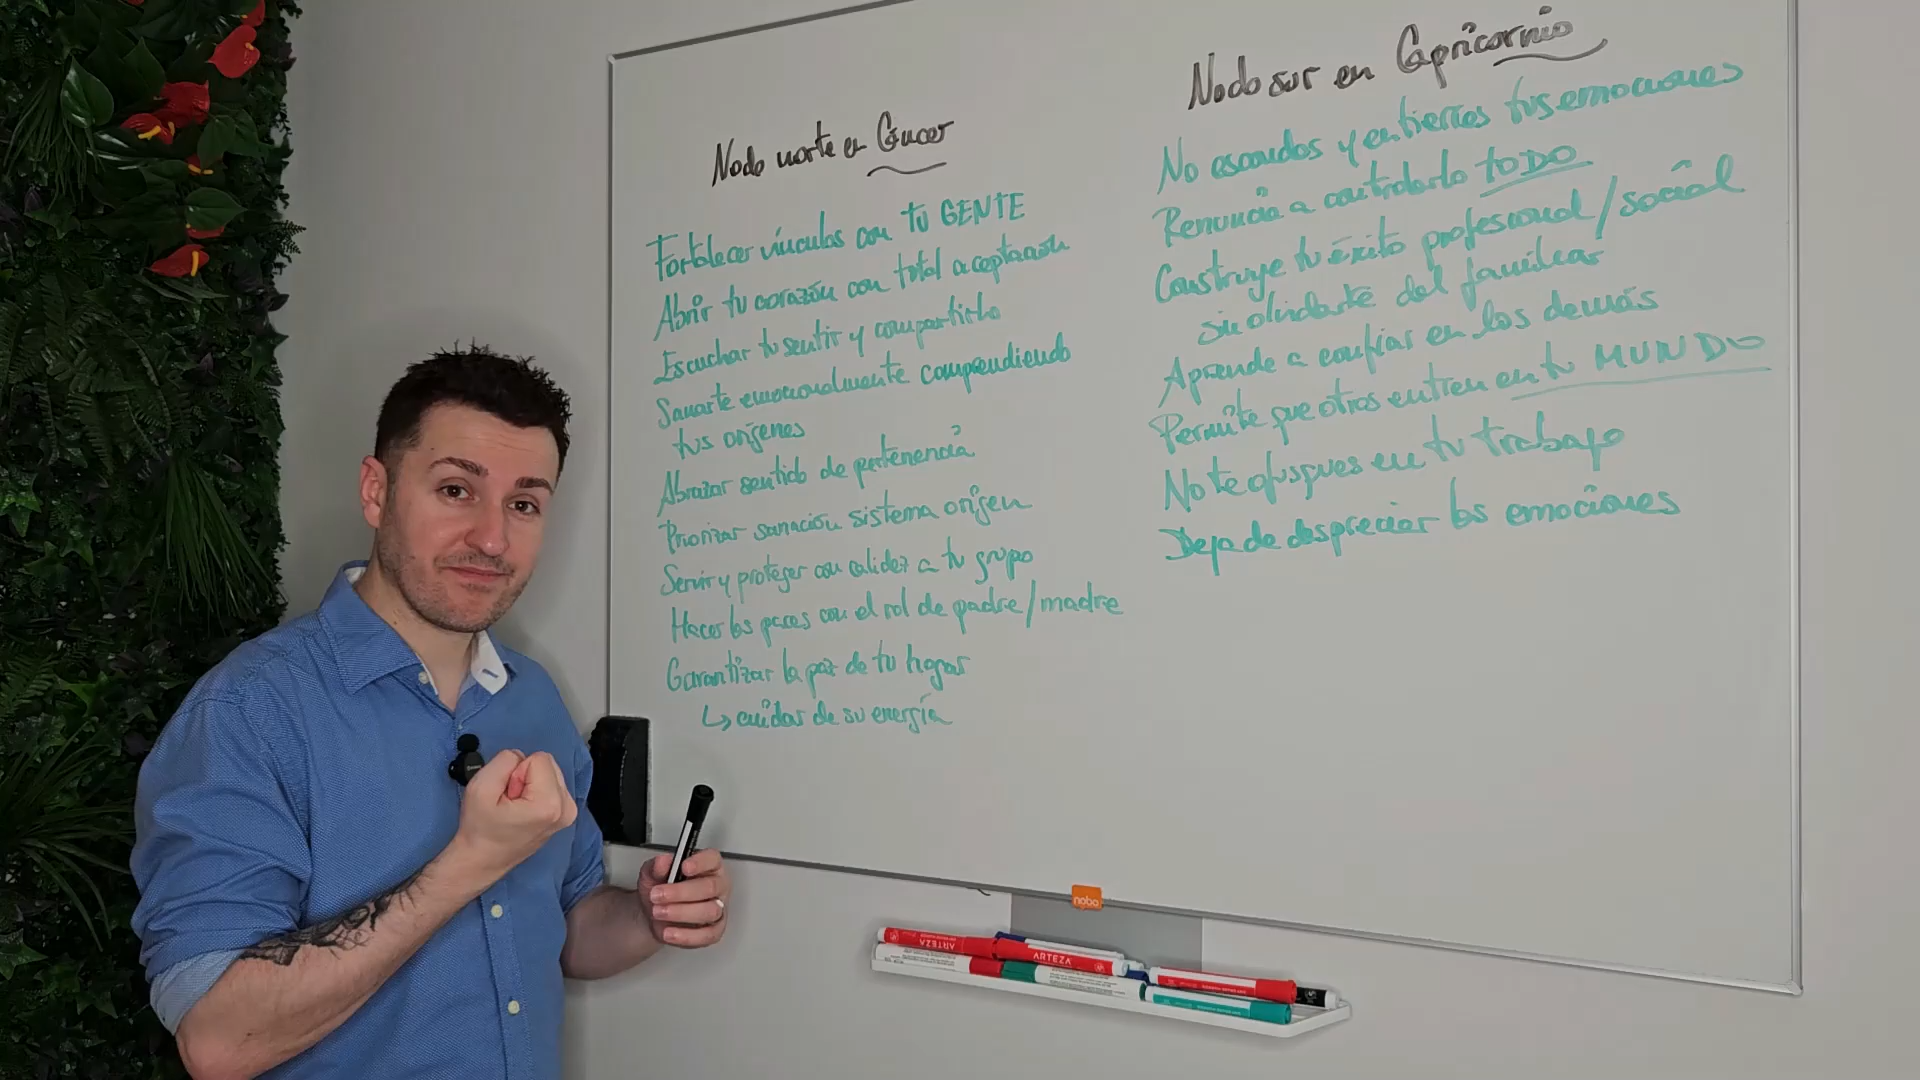 Nodo norte en Cáncer
Fortalecer vínculos con tu GENTE
Abrir tu corazón con total aceptación
Escuchar tu sentir y compartirlo
Sanarte emocionalmente comprendiendo
tus orígenes
Abrazar sentido de pertenencia
Priorizar sanación sistema origen
Servir y proteger con calidez a tu grupo
Hacer las paces con el rol de padre/madre
Garantizar la paz de tu hogar
↳ cuidar de su energía
Nodo sur en Capricornio
No escondas y entierres tus emociones
Renuncia a controlarlo TODO
Construye tu éxito profesional/social
sin olvidarte del familiar
Aprende a confiar en los demás
Permite que otros entren en tu MUNDO
No te ofusques en tu trabajo
Deja de despreciar las emociones
nobo
ARTEZA
ARTEZA